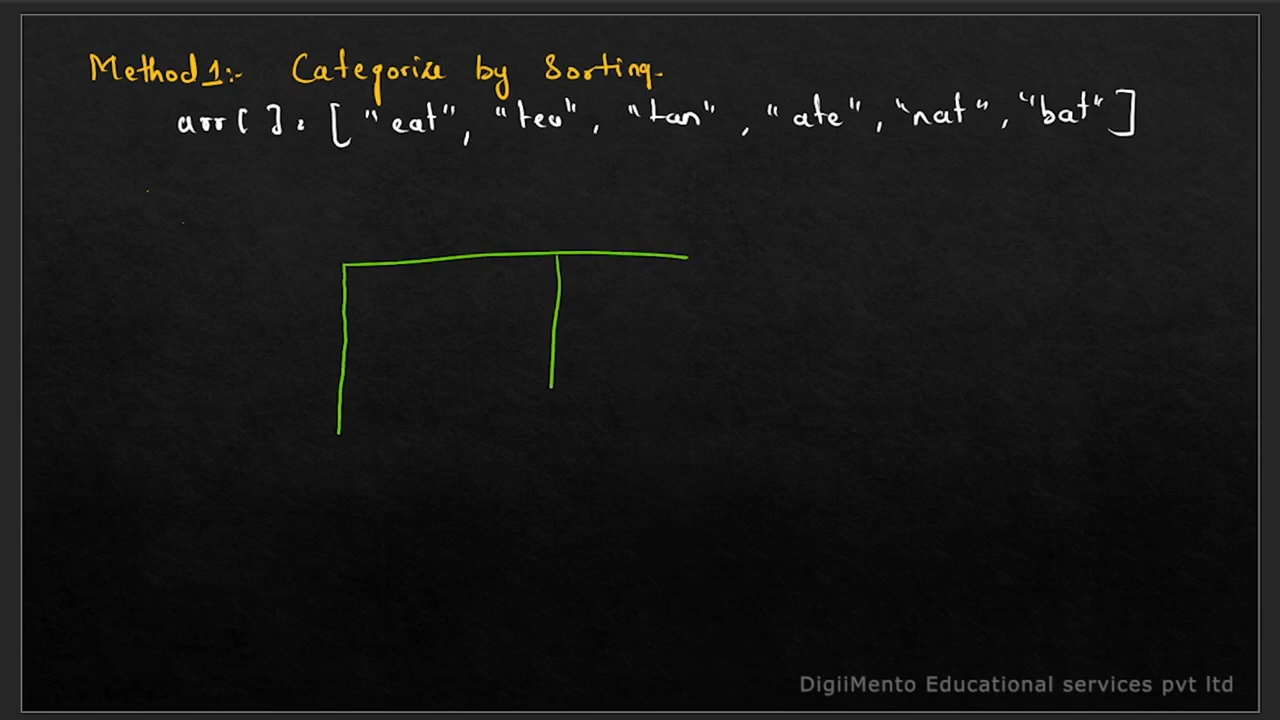 Method 1:- Categorize by Sorting.
arr[]: ["eat", "tea", "tan", "ate", "nat", "bat"]
DigiiMento Educational services pvt ltd